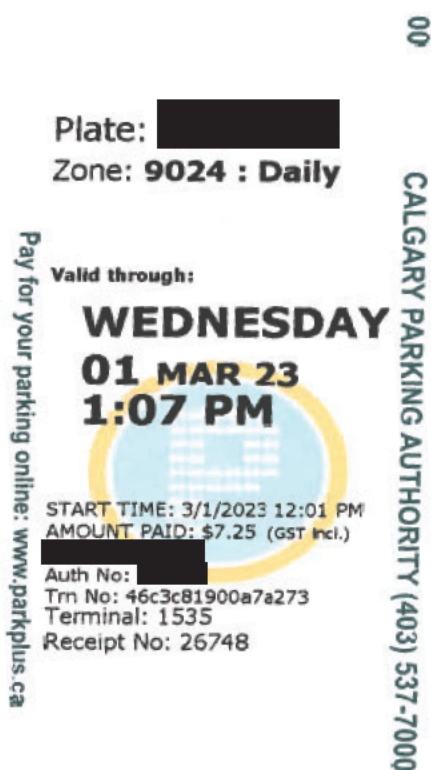 Plate:
Zone: 9024 : Daily
Valid through:
WEDNESDAY
01 MAR 23
1:07 PM
START TIME: 3/1/2023 12:01 PM
AMOUNT PAID: $7.25 (GST Incl.)
Auth No:
Trn No: 46c3c81900a7a273
Terminal: 1535
Receipt No: 26748
Pay for your parking online: www.parkplus.ca
00
CALGARY PARKING AUTHORITY (403) 537-7000